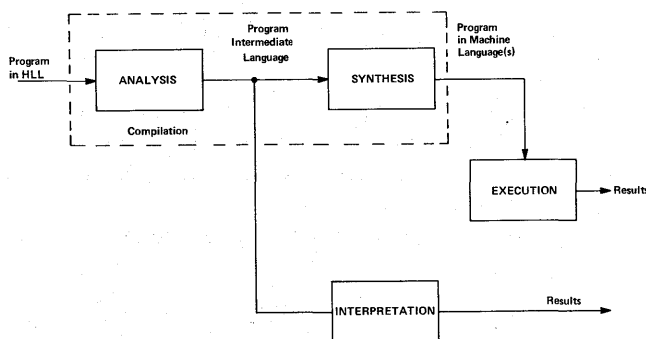 Program
in HLL
ANALYSIS
Program
Intermediate
Language
SYNTHESIS
Program
in Machine
Language(s)
Compilation
EXECUTION
Results
INTERPRETATION
Results